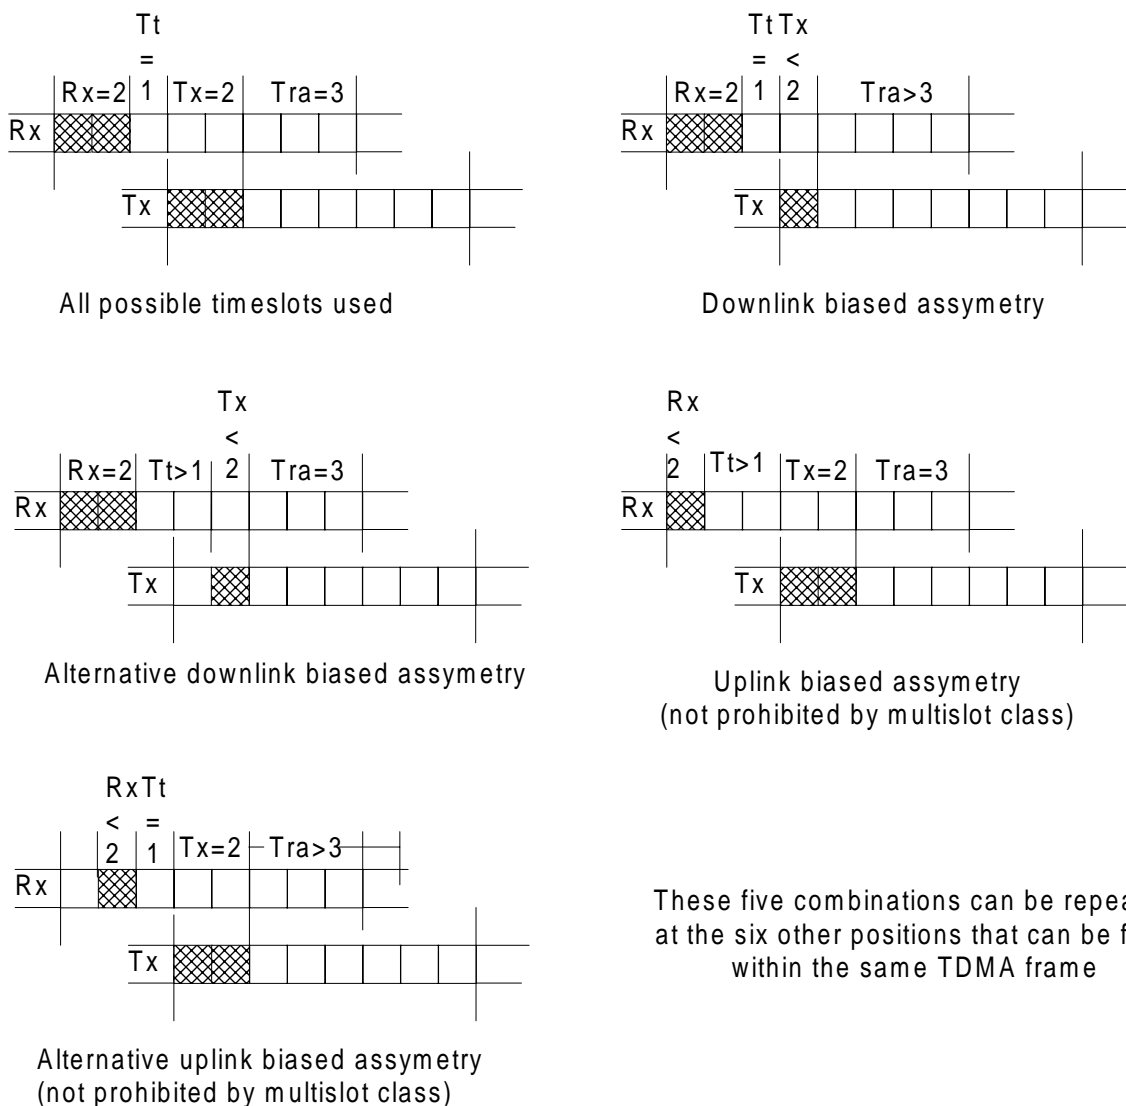 Tt
=
Rx=2 1 Tx=2 Tra=3
Rx
Tx
All possible timeslots used
Tt Tx
= <
Rx=2 1 2 Tra>3
Rx
Tx
Downlink biased assymetry
Tx
<
Rx=2 Tt>1 2 Tra=3
Rx
Tx
Alternative downlink biased assymetry
Rx
<
2 Tt>1 Tx=2 Tra=3
Rx
Tx
Uplink biased assymetry
(not prohibited by multislot class)
RxTt
< =
2 1 Tx=2 Tra>3
Rx
Tx
Alternative uplink biased assymetry
(not prohibited by multislot class)
These five combinations can be
at the six other positions that can be
within the same TDMA frame